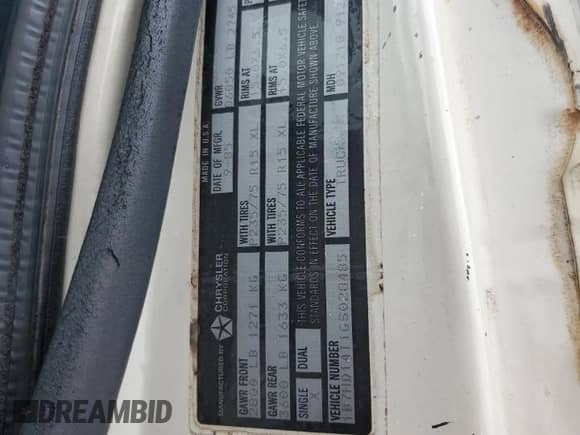 MADE IN U.S.A.
MANUFACTURED BY CHRYSLER CORPORATION
DATE OF MFGR. GVWR
9-85 06050 LB
GAWR FRONT WITH TIRES RIMS AT
2800 LB 1271 KG P235/75 R15 XL
GAWR REAR WITH TIRES RIMS AT
3600 LB 1633 KG P235/75 R15 XL
SINGLE X DUAL THIS VEHICLE CONFORMS TO ALL APPLICABLE FEDERAL MOTOR VEHICLE SAFETY
STANDARDS IN EFFECT ON THE DATE OF MANUFACTURE SHOWN ABOVE.
VEHICLE NUMBER VEHICLE TYPE MDH
1B7HD14T1GS028485 TRUCK
DREAMBID